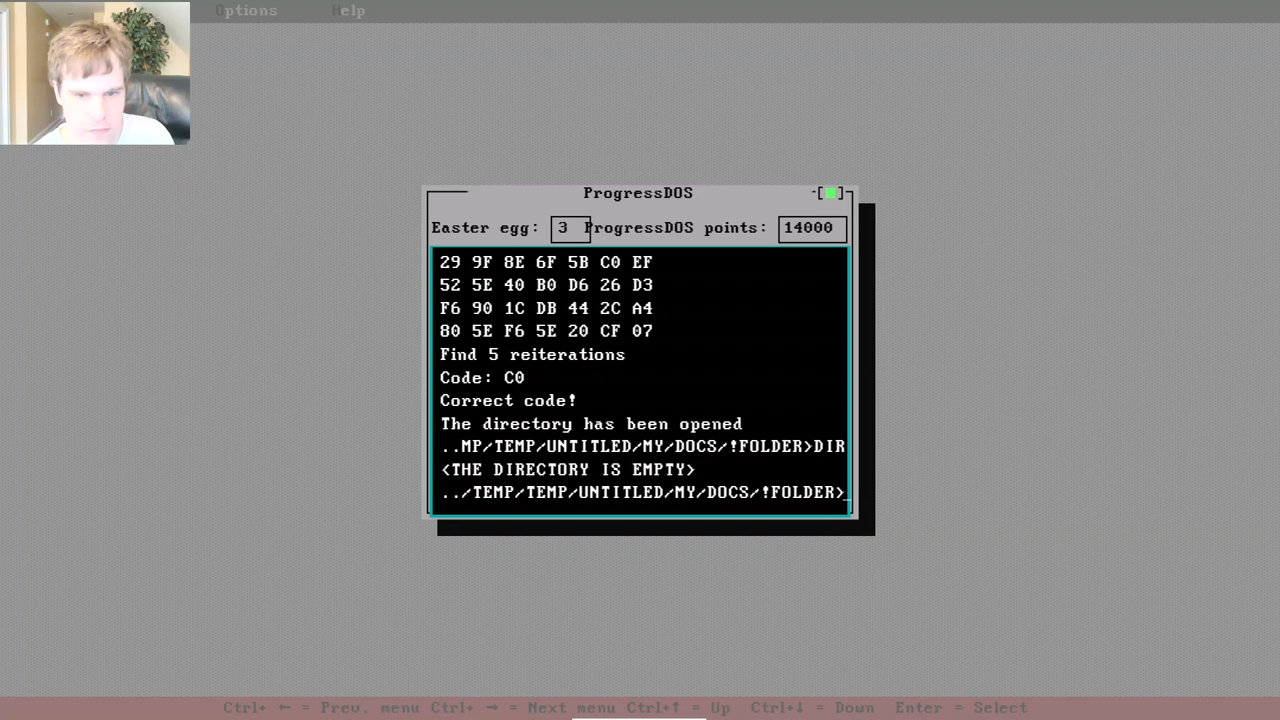 Options Help
ProgressDOS
[ ]
Easter egg: 3 ProgressDOS points: 14000
29 9F 8E 6F 5B C0 EF
52 5E 40 B0 D6 26 D3
F6 90 1C DB 44 2C A4
80 5E F6 5E 20 CF 07
Find 5 reiterations
Code: C0
Correct code!
The directory has been opened
..MP/TEMP/UNTITLED/MY/DOCS/!FOLDER>DIR
<THE DIRECTORY IS EMPTY>
../TEMP/TEMP/UNTITLED/MY/DOCS/!FOLDER>_
Ctrl+ ← = Prev. menu Ctrl+ → = Next menu Ctrl+↑ = Up Ctrl+↓ = Down Enter = Select